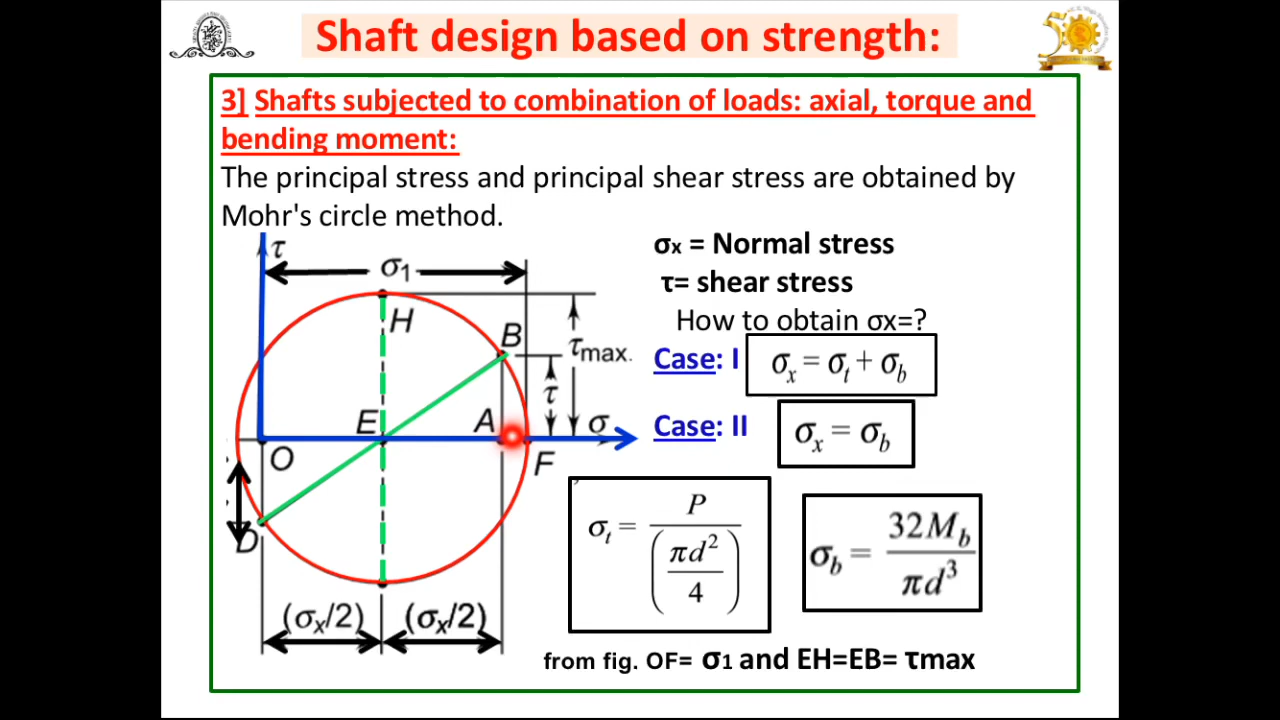 Shaft design based on strength:
3] Shafts subjected to combination of loads: axial, torque and
bending moment:
The principal stress and principal shear stress are obtained by
Mohr's circle method.
τ
σ1
H
B
τmax.
τ
E
A
σ
O
F
D
(σx/2) (σx/2)
σx = Normal stress
τ= shear stress
How to obtain σx=?
Case: I σx = σt + σb
Case: II σx = σb
σt = P / (πd² / 4)
σb = 32Mb / πd³
from fig. OF= σ1 and EH=EB= τmax